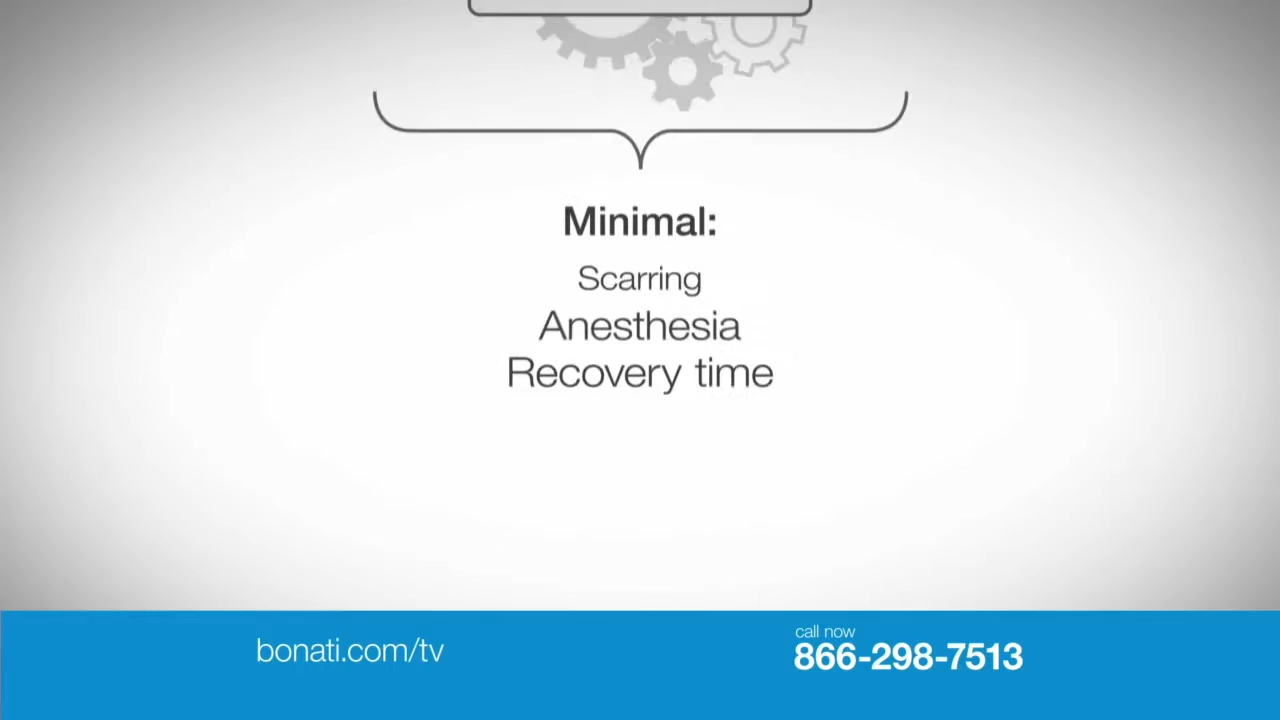 Minimal:
Scarring
Anesthesia
Recovery time
bonati.com/tv
call now
866-298-7513